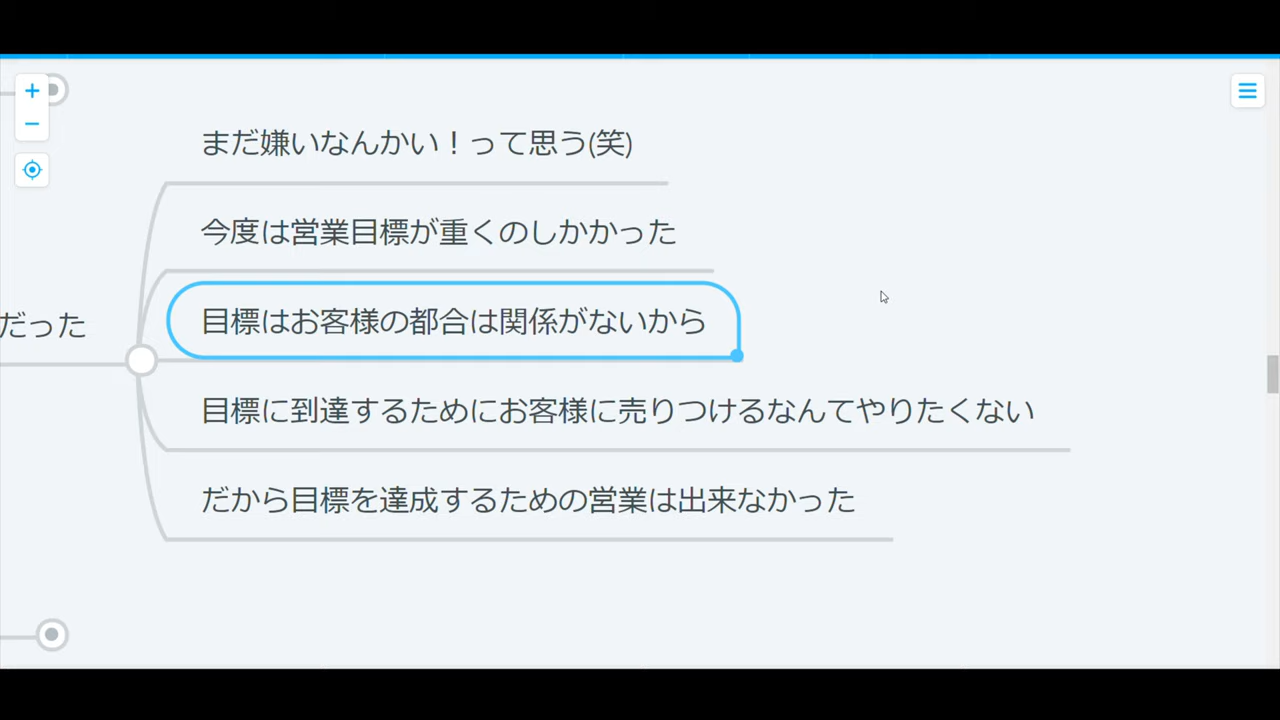 まだ嫌いなんかい！って思う(笑)
今度は営業目標が重くのしかかった
だった
目標はお客様の都合は関係がないから
目標に到達するためにお客様に売りつけるなんてやりたくない
だから目標を達成するための営業は出来なかった